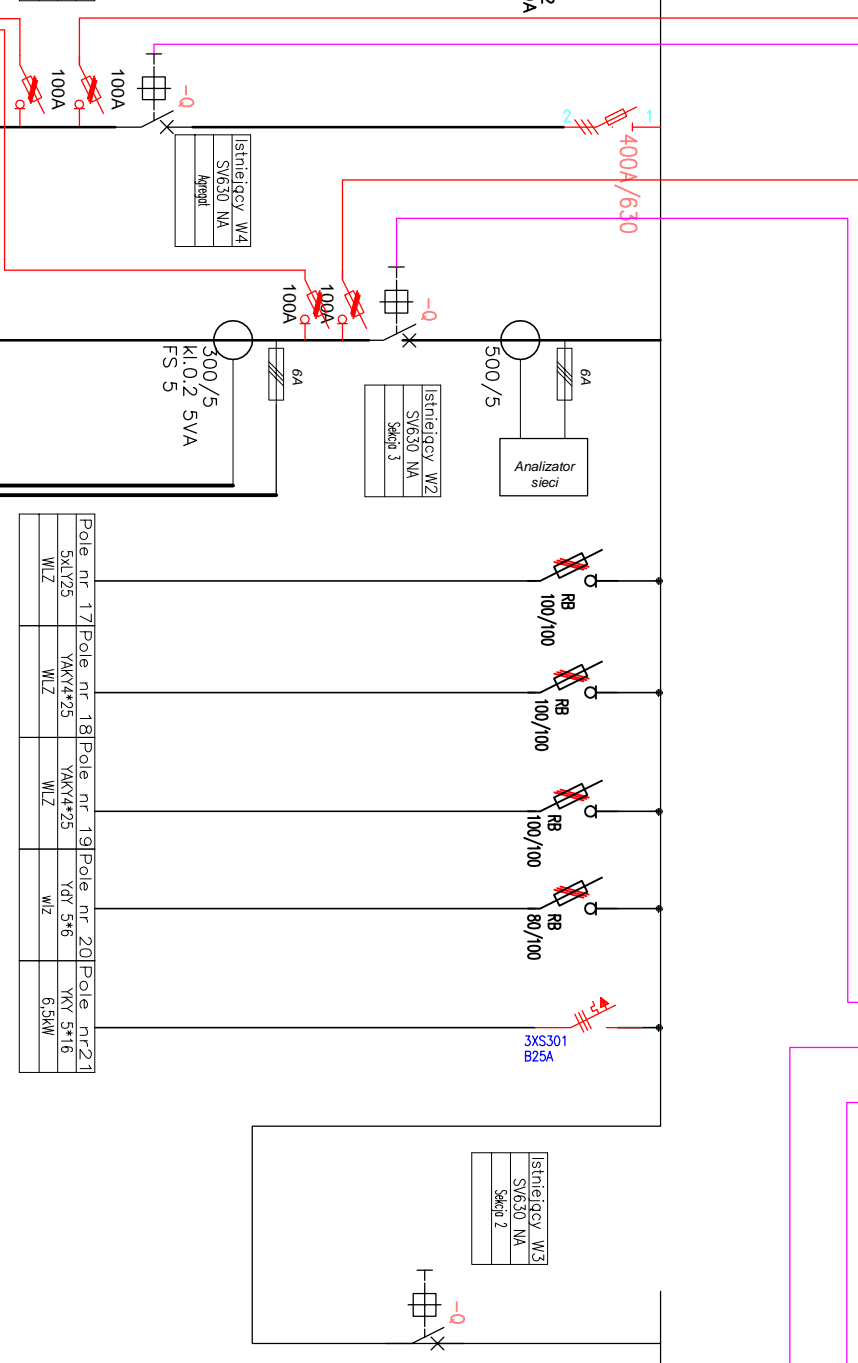 100A
100A
-Q
Istniejący W4
SV630 NA
Agregat
2
1
400A/630
100A
100A
-Q
300/5
kl.0.2 5VA
FS 5
6A
Istniejący W2
SV630 NA
Sekcja 3
500/5
6A
Analizator
sieci
RB
100/100
RB
100/100
RB
100/100
RB
80/100
3XS301
B25A
Pole nr 17
5xLY25
WLZ
Pole nr 18
YAKY4*25
WLZ
Pole nr 19
YAKY4*25
WLZ
Pole nr 20
YdY 5*6
wlz
Pole nr21
YKY 5*16
6,5kW
Istniejący W3
SV630 NA
Sekcja 2
-Q